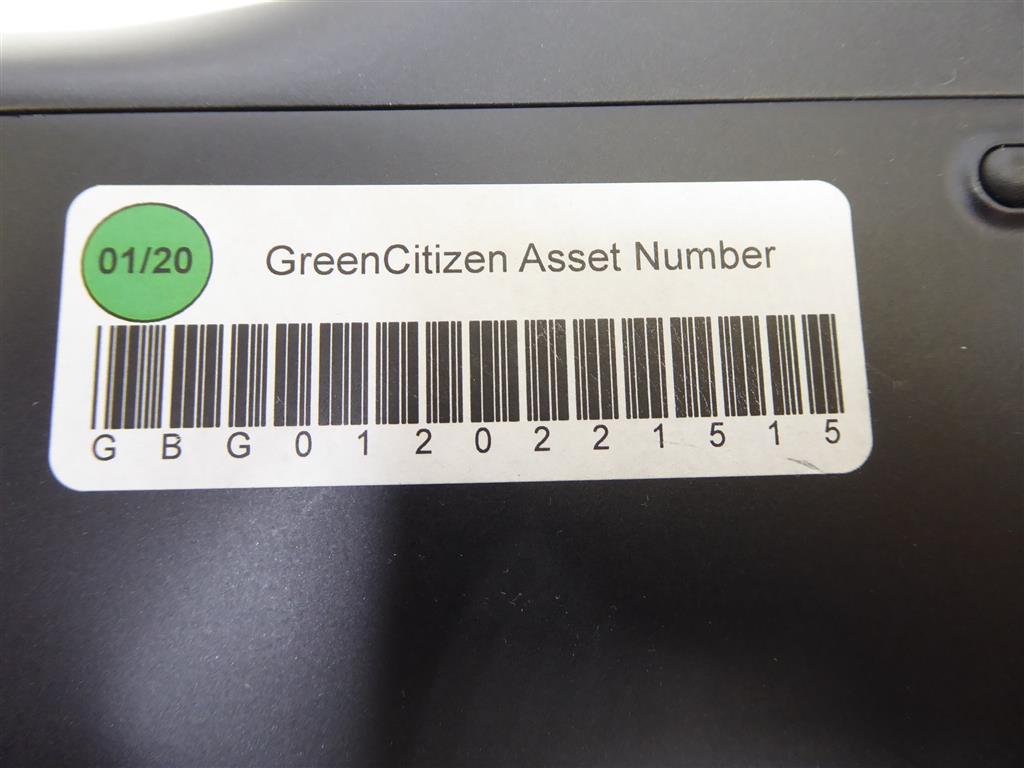 01/20
GreenCitizen Asset Number
GBG0120221515